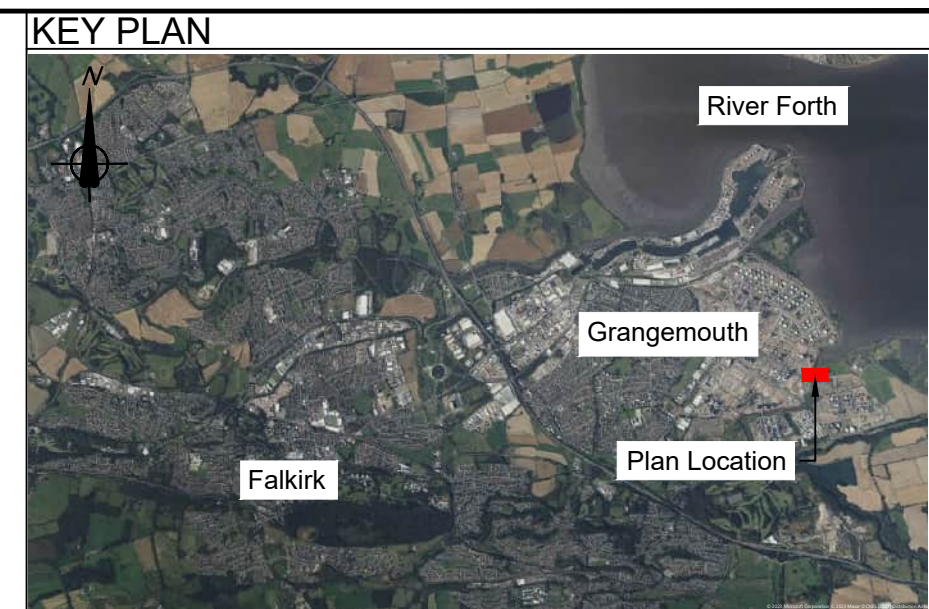 KEY PLAN
N
River Forth
Grangemouth
Plan Location
Falkirk